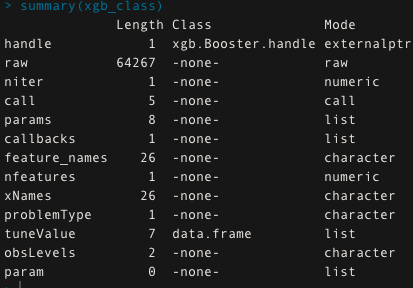 > summary(xgb_class)
Length Class Mode
handle 1 xgb.Booster.handle externalptr
raw 64267 -none- raw
niter 1 -none- numeric
call 5 -none- call
params 8 -none- list
callbacks 1 -none- list
feature_names 26 -none- character
nfeatures 1 -none- numeric
xNames 26 -none- character
problemType 1 -none- character
tuneValue 7 data.frame list
obsLevels 2 -none- character
param 0 -none- list